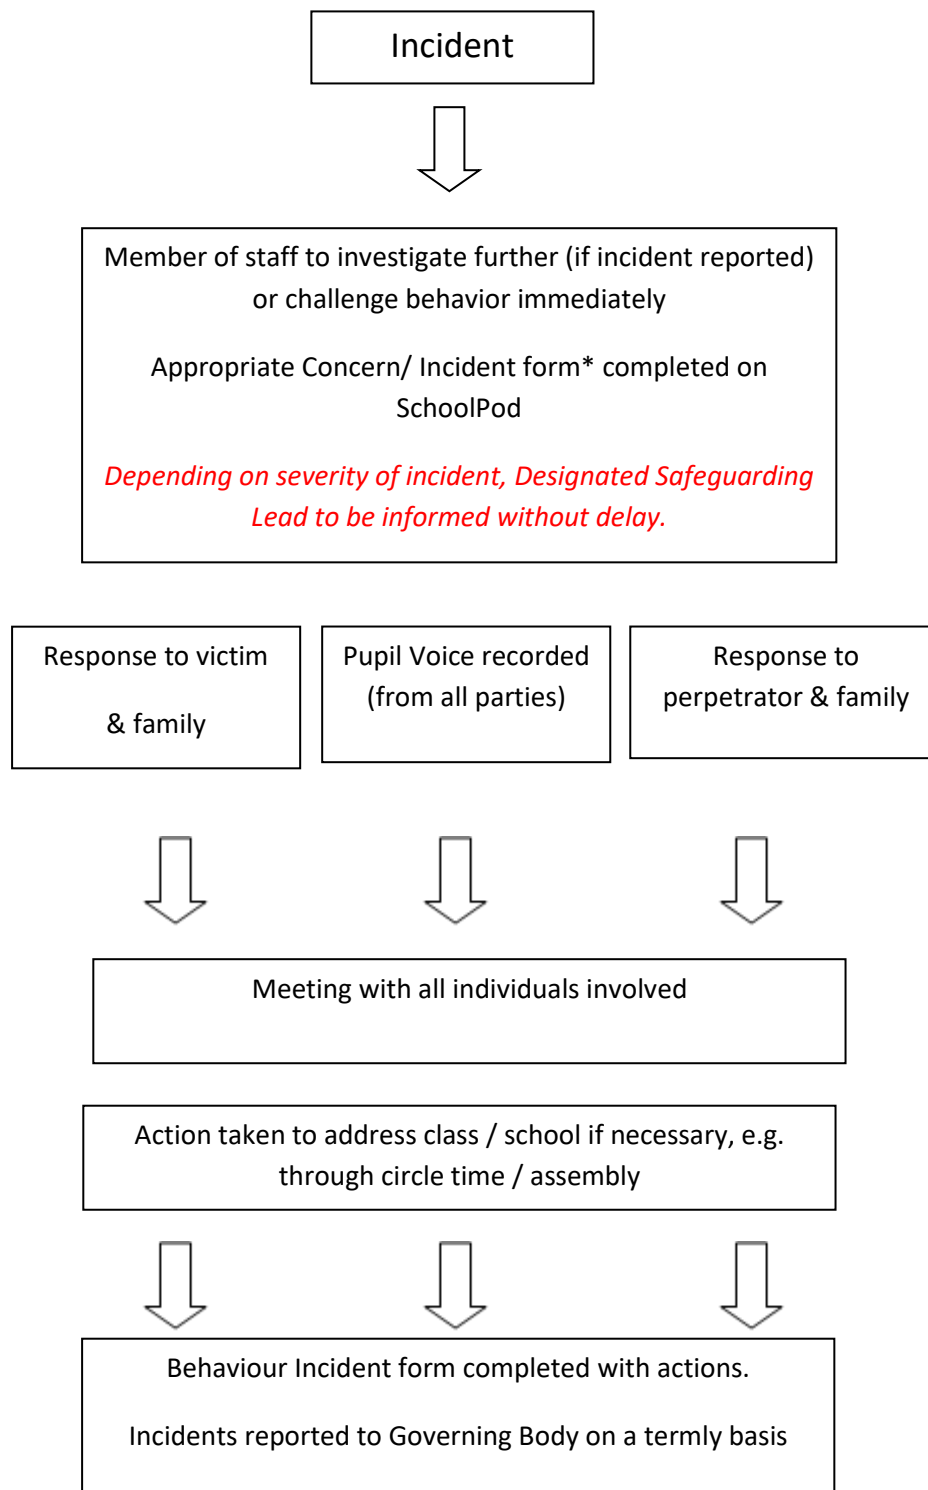 Incident
Member of staff to investigate further (if incident reported)
or challenge behavior immediately
Appropriate Concern/ Incident form* completed on
SchoolPod
Depending on severity of incident, Designated Safeguarding
Lead to be informed without delay.
Response to victim
& family
Pupil Voice recorded
(from all parties)
Response to
perpetrator & family
Meeting with all individuals involved
Action taken to address class / school if necessary, e.g.
through circle time / assembly
Behaviour Incident form completed with actions.
Incidents reported to Governing Body on a termly basis